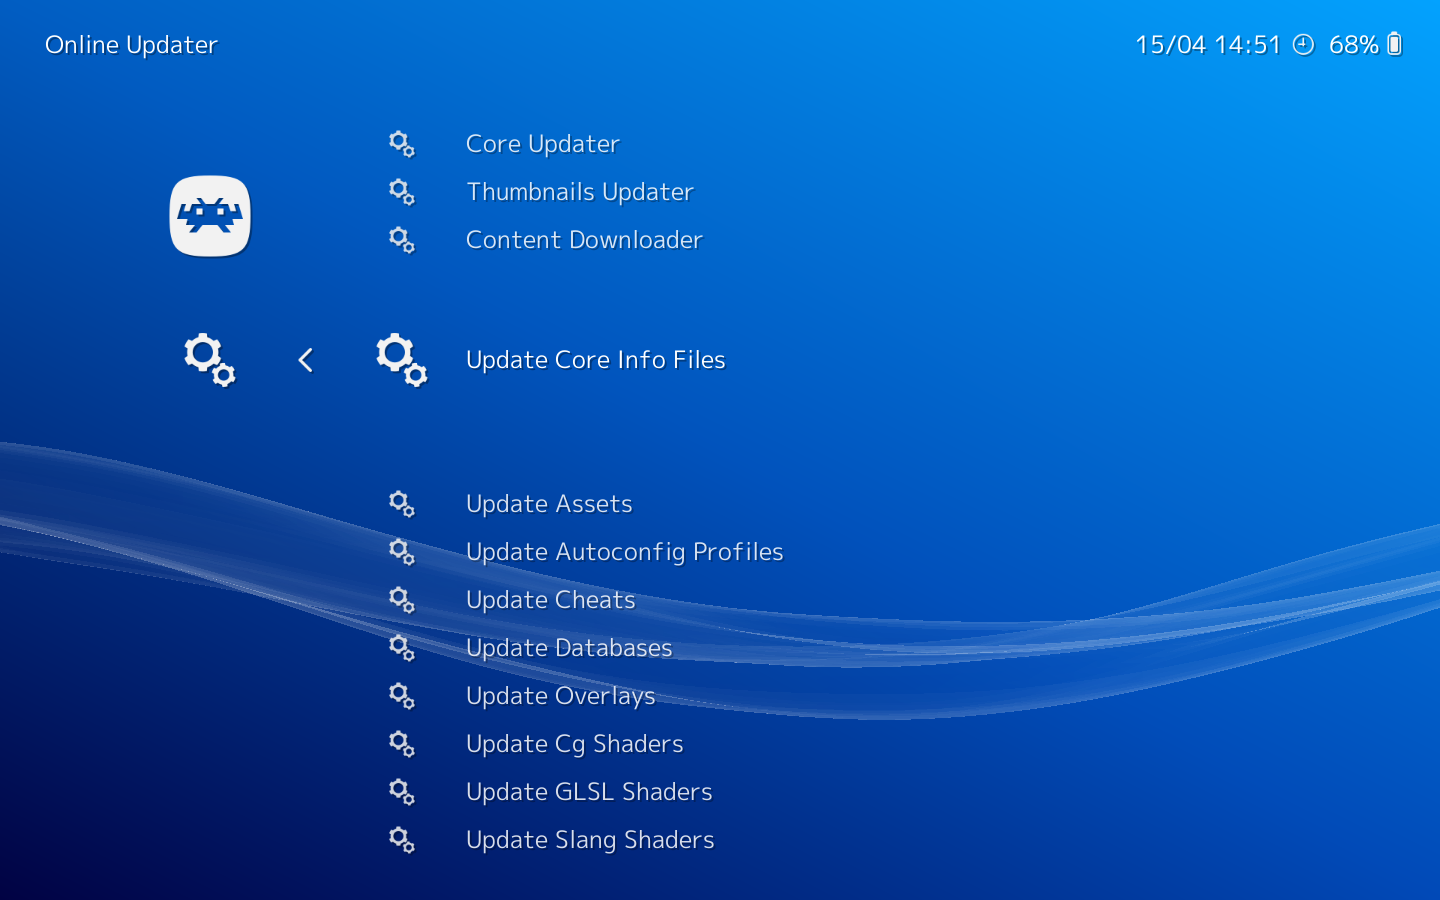 Online Updater
15/04 14:51 68%
Core Updater
Thumbnails Updater
Content Downloader
Update Core Info Files
Update Assets
Update Autoconfig Profiles
Update Cheats
Update Databases
Update Overlays
Update Cg Shaders
Update GLSL Shaders
Update Slang Shaders